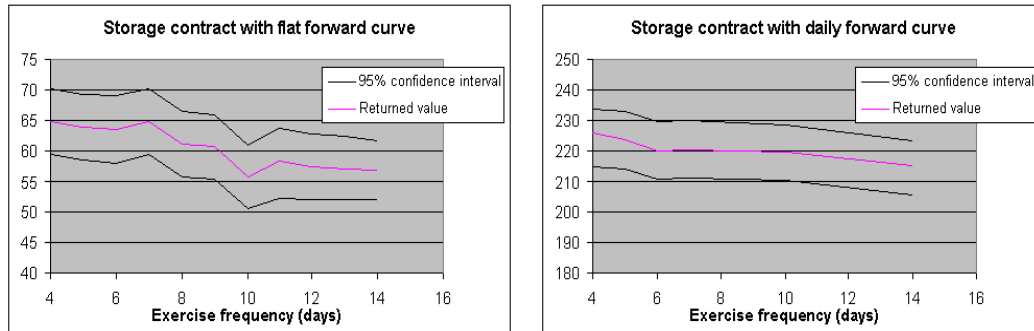 Storage contract with flat forward curve
75
70
65
60
55
50
45
40
4 6 8 10 12 14 16
Exercise frequency (days)
95% confidence interval
Returned value
Storage contract with daily forward curve
250
240
230
220
210
200
190
180
4 6 8 10 12 14 16
Exercise frequency (days)
95% confidence interval
Returned value